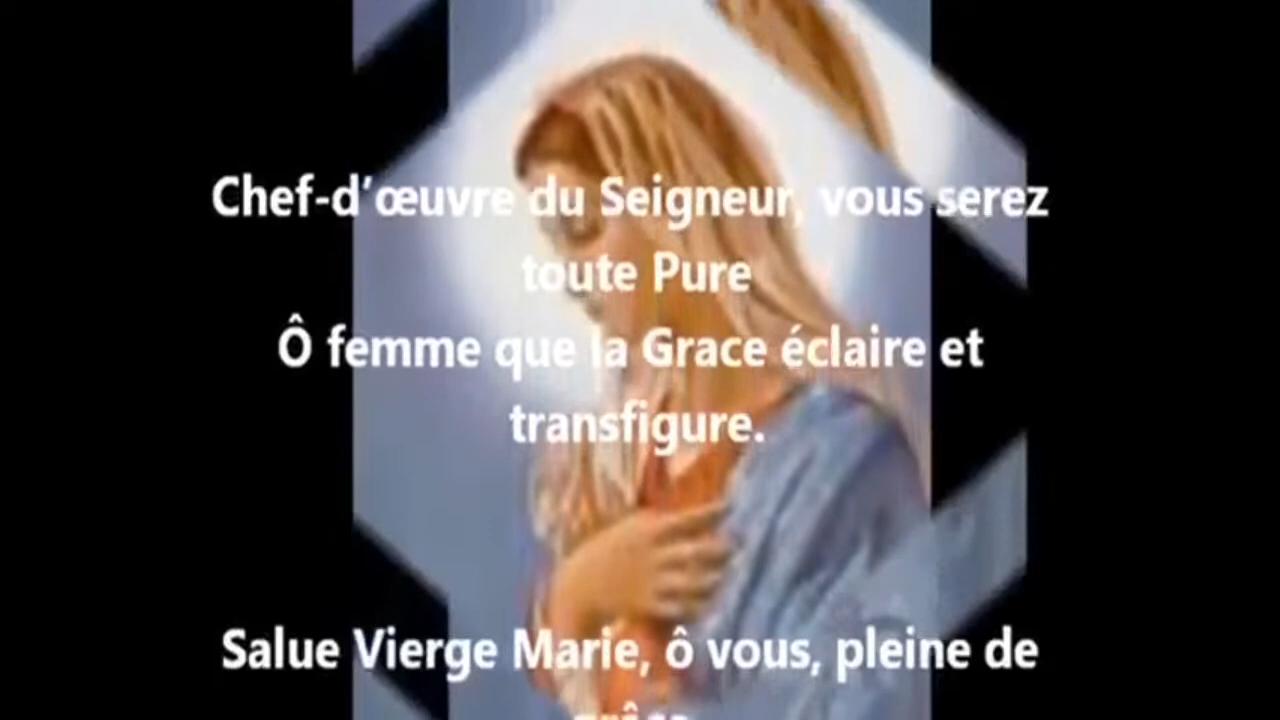 Chef-d’œuvre du Seigneur, vous serez
toute Pure
Ô femme que la Grace éclaire et
transfigure.
Salue Vierge Marie, ô vous, pleine de